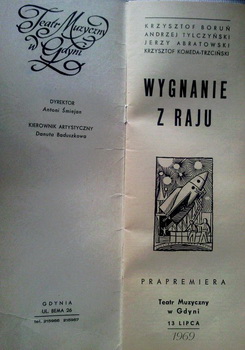 Teatr Muzyczny
w Gdyni
DYREKTOR
Antoni Śmiejan
KIEROWNIK ARTYSTYCZNY
Danuta Baduszkowa
GDYNIA
UL. BEMA 26
KRZYSZTOF BORUŃ
ANDRZEJ TYLCZYŃSKI
JERZY ABRATOWSKI
KRZYSZTOF KOMEDA-TRZCIŃSKI
WYGNANIE
Z RAJU
PRAPREMIERA
Teatr Muzyczny
w Gdyni
13 LIPCA
1969